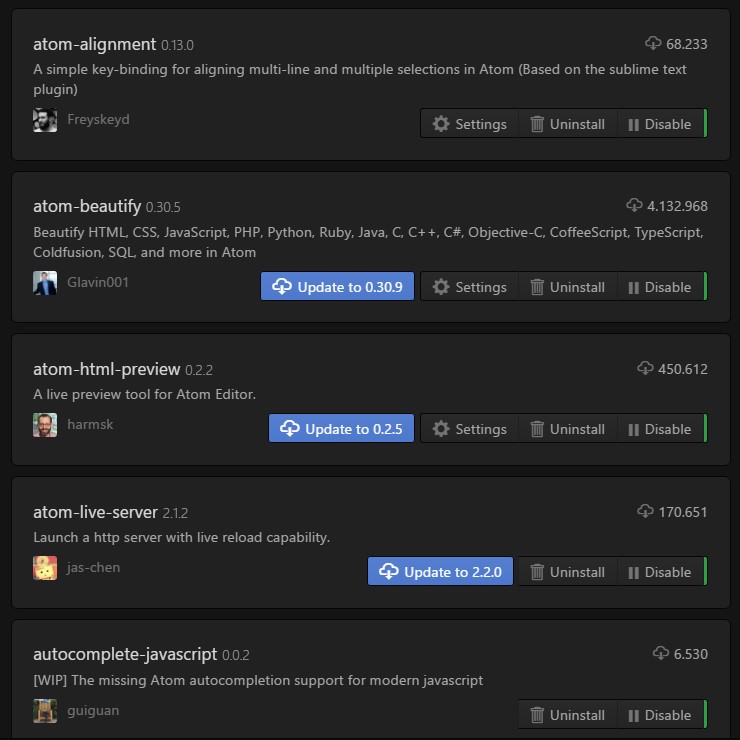 atom-alignment 0.13.0 68.233
A simple key-binding for aligning multi-line and multiple selections in Atom (Based on the sublime text
plugin)
Freyskeyd Settings Uninstall Disable
atom-beautify 0.30.5 4.132.968
Beautify HTML, CSS, JavaScript, PHP, Python, Ruby, Java, C, C++, C#, Objective-C, CoffeeScript, TypeScript,
Coldfusion, SQL, and more in Atom
Glavin001 Update to 0.30.9 Settings Uninstall Disable
atom-html-preview 0.2.2 450.612
A live preview tool for Atom Editor.
harmsk Update to 0.2.5 Settings Uninstall Disable
atom-live-server 2.1.2 170.651
Launch a http server with live reload capability.
jas-chen Update to 2.2.0 Uninstall Disable
autocomplete-javascript 0.0.2 6.530
[WIP] The missing Atom autocompletion support for modern javascript
guiguan Uninstall Disable